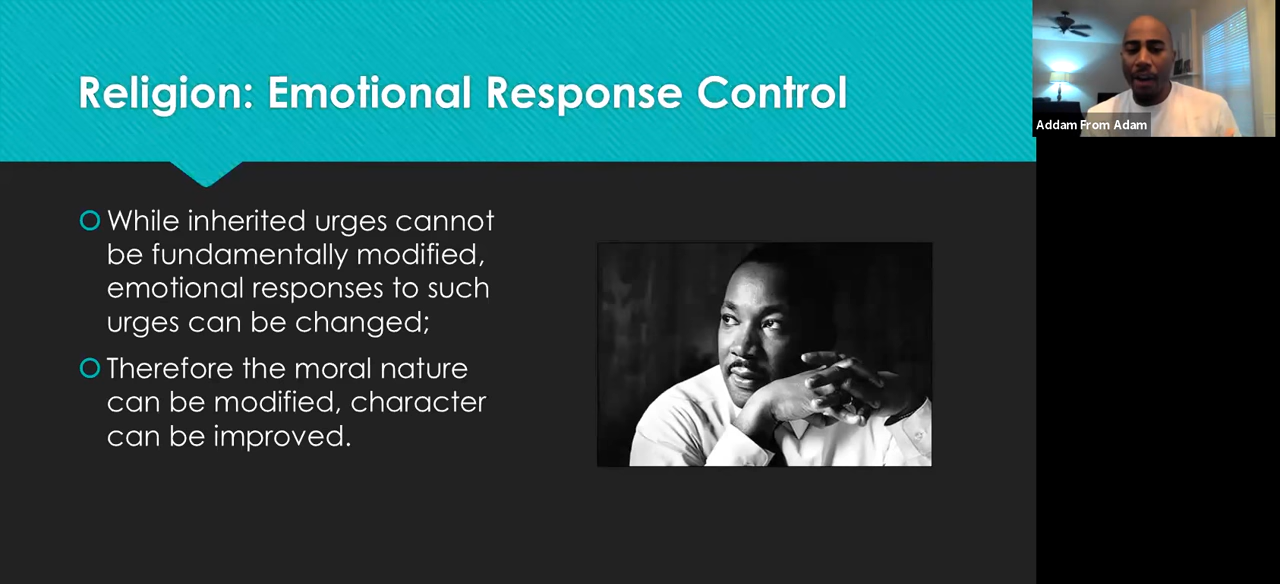 Religion: Emotional Response Control
Addam From Adam
While inherited urges cannot
be fundamentally modified,
emotional responses to such
urges can be changed;
Therefore the moral nature
can be modified, character
can be improved.